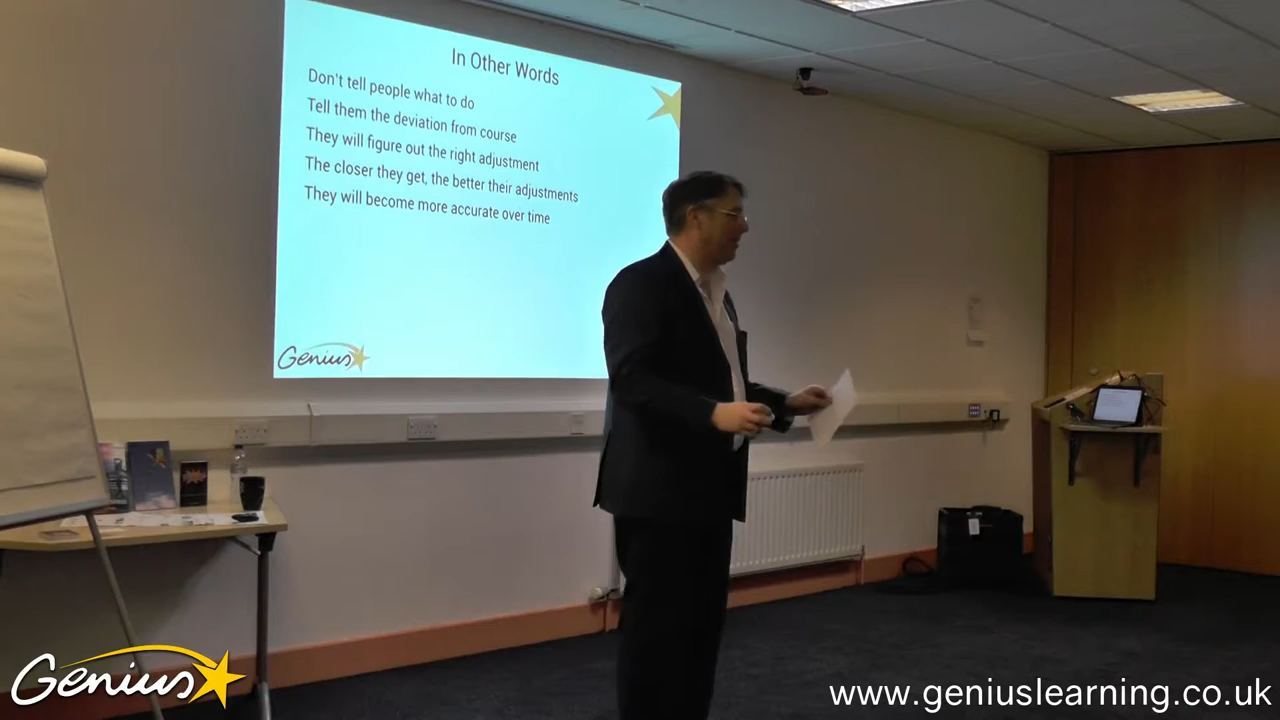 In Other Words
Don't tell people what to do
Tell them the deviation from course
They will figure out the right adjustment
The closer they get, the better their adjustments
They will become more accurate over time
Genius
Genius
www.geniuslearning.co.uk